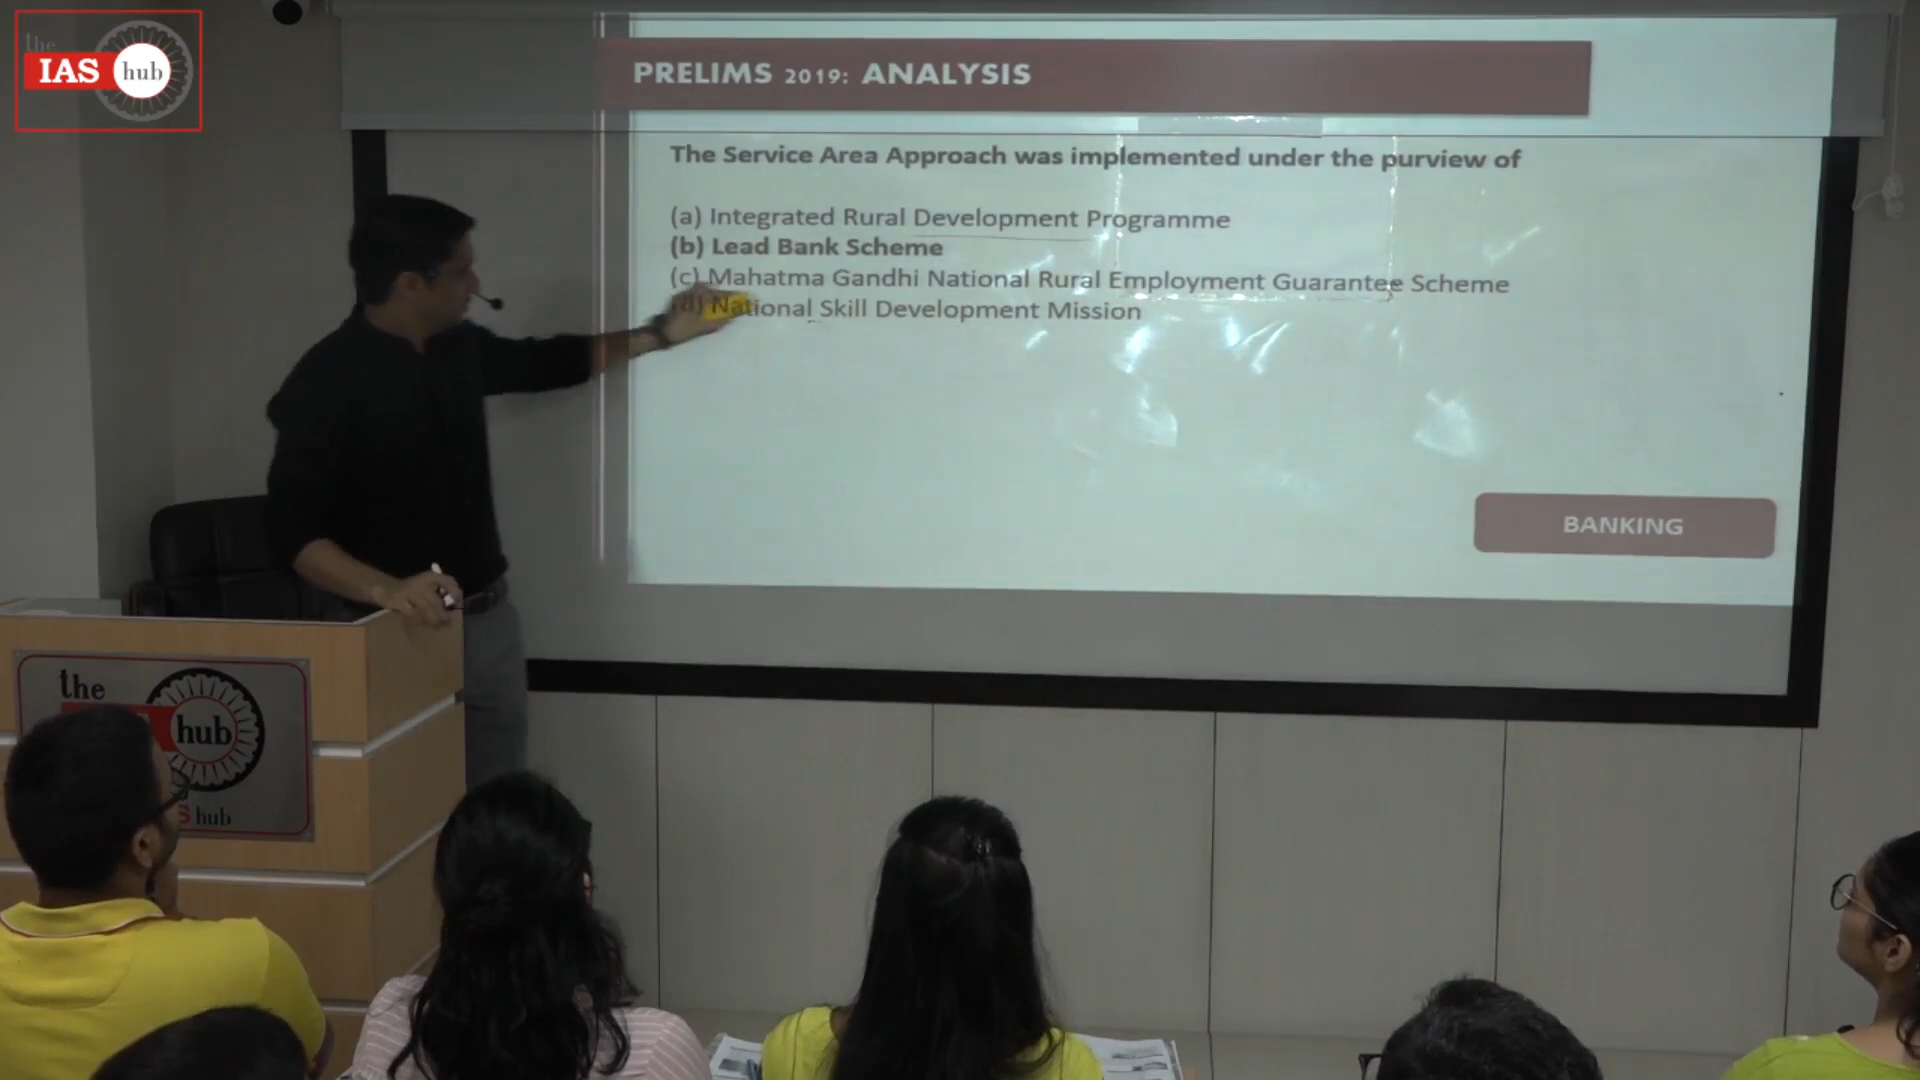 the
IAS hub
PRELIMS 2019: ANALYSIS
The Service Area Approach was implemented under the purview of
(a) Integrated Rural Development Programme
(b) Lead Bank Scheme
(c) Mahatma Gandhi National Rural Employment Guarantee Scheme
(d) National Skill Development Mission
BANKING
the
hub
S hub